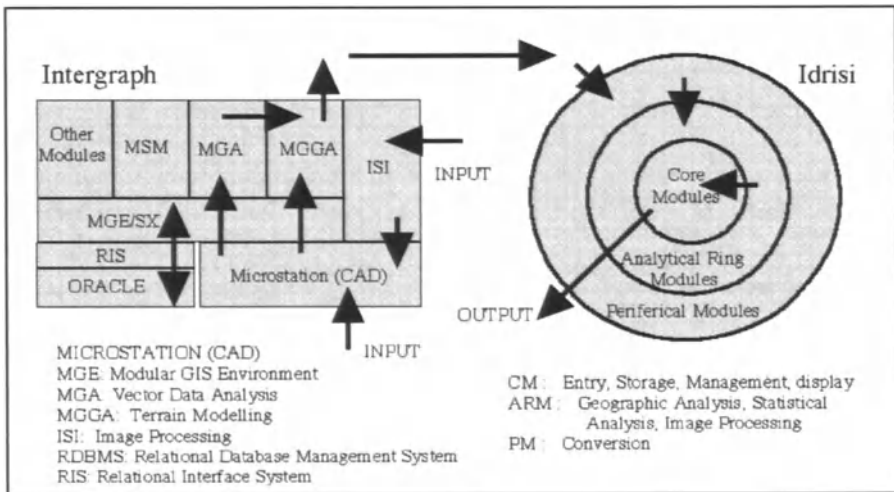 Intergraph
Idrisi
Other
Modules
MSM
MGA
MGGA
ISI
INPUT
MGE/SX
RIS
ORACLE
Microstation (CAD)
INPUT
Core
Modules
Analytical Ring
Modules
Periferical Modules
OUTPUT
MICROSTATION (CAD)
MGE: Modular GIS Environment
MGA: Vector Data Analysis
MGGA: Terrain Modelling
ISI: Image Processing
RDBMS: Relational Database Management System
RIS: Relational Interface System
CM : Entry, Storage, Management, display
ARM : Geographic Analysis, Statistical
Analysis, Image Processing
PM : Conversion